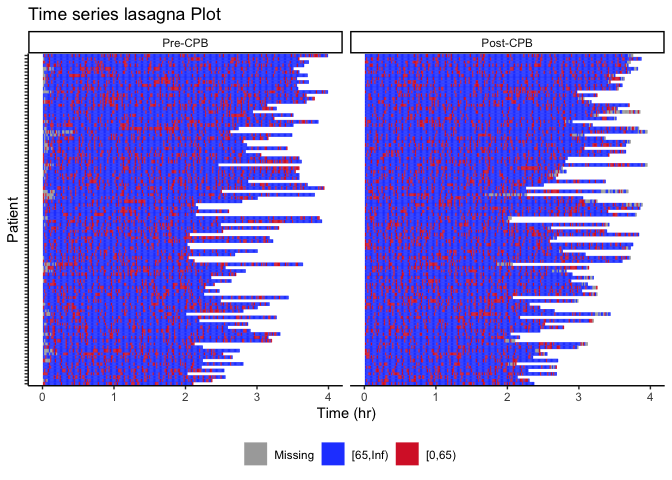 Time series lasagna Plot
Pre-CPB
Post-CPB
Patient
0 1 2 3 4
0 1 2 3 4
Time (hr)
Missing [65,Inf) [0,65)